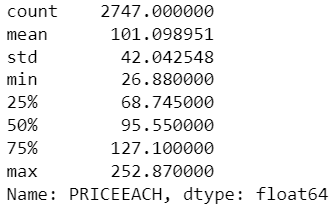 count    2747.000000
mean      101.098951
std        42.042548
min        26.880000
25%        68.745000
50%        95.550000
75%       127.100000
max       252.870000
Name: PRICEEACH, dtype: float64